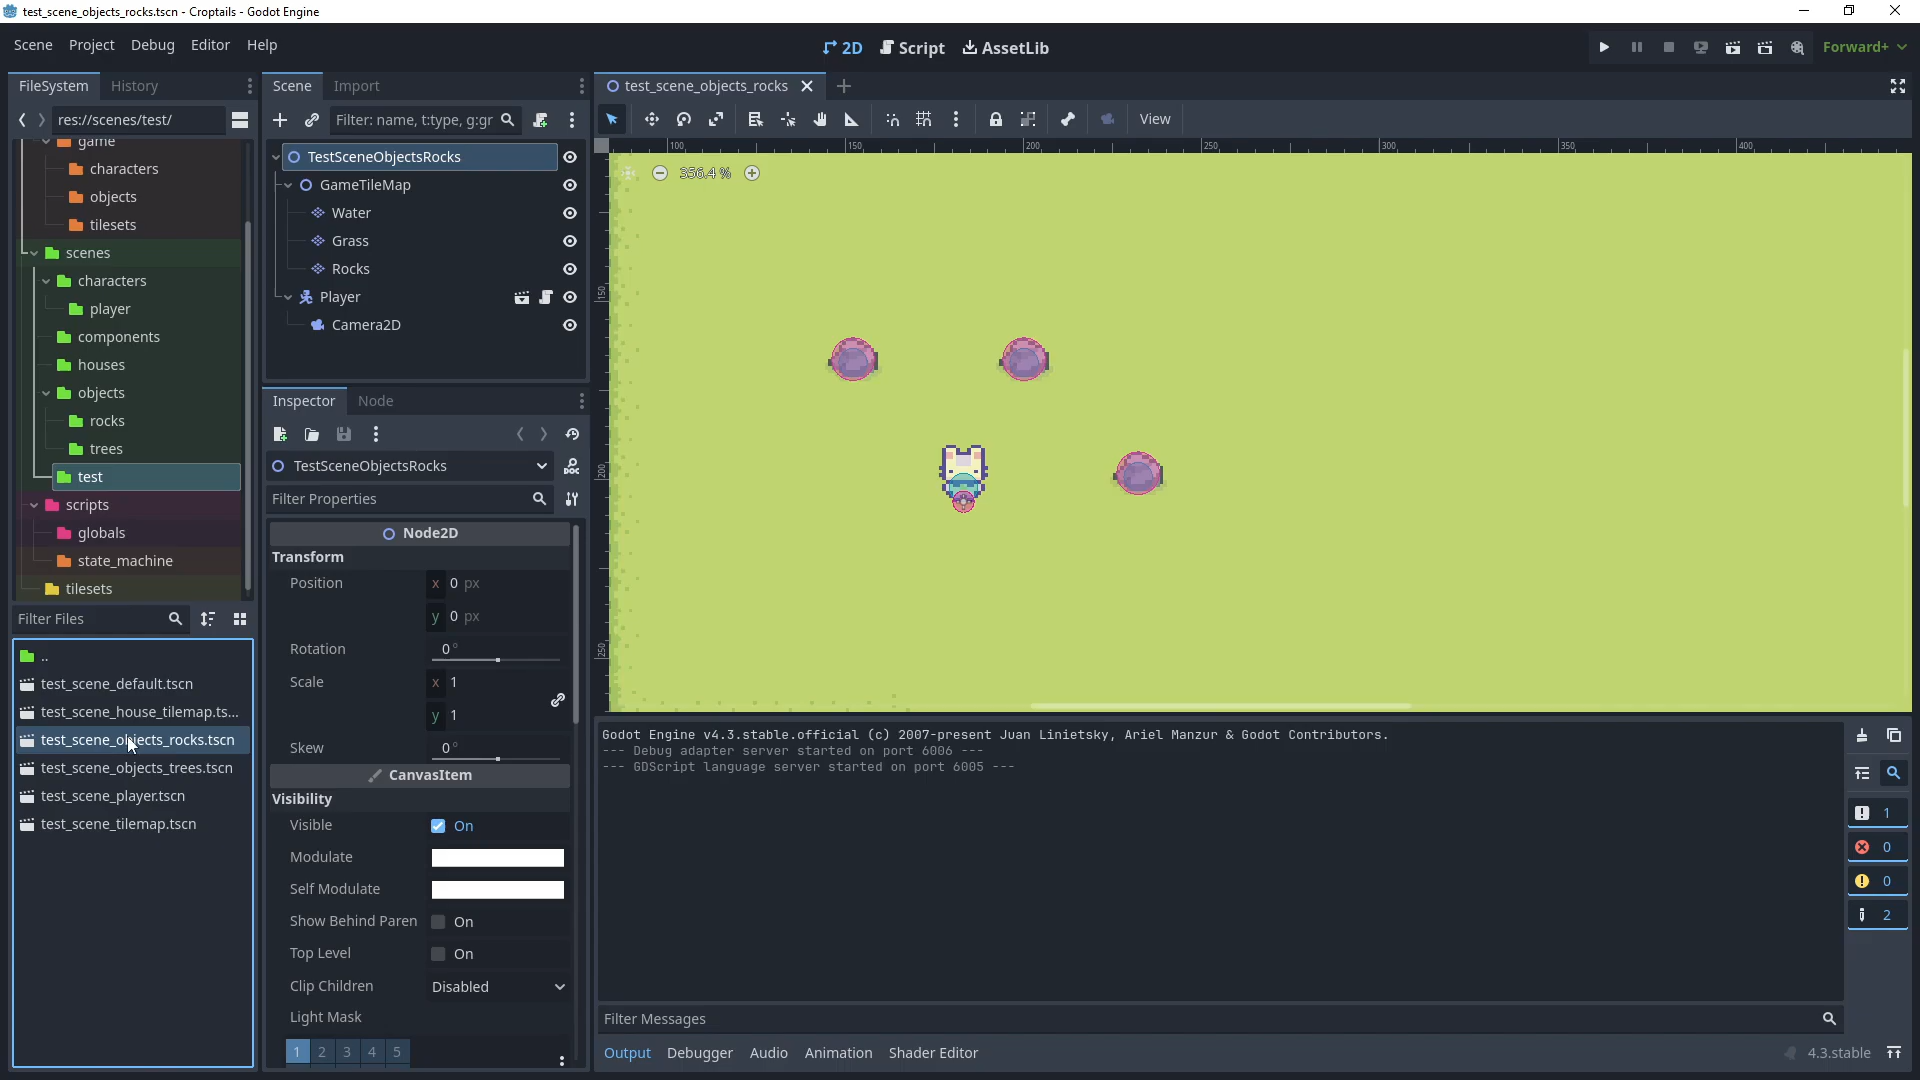 test_scene_objects_rocks.tscn - Croptails - Godot Engine
Scene Project Debug Editor Help
2D Script AssetLib
Forward+
FileSystem History
res://scenes/test/
game
characters
objects
tilesets
scenes
characters
player
components
houses
objects
rocks
trees
test
scripts
globals
state_machine
tilesets
Filter Files
..
test_scene_default.tscn
test_scene_house_tilemap.ts...
test_scene_objects_rocks.tscn
test_scene_objects_trees.tscn
test_scene_player.tscn
test_scene_tilemap.tscn
Scene Import
Filter: name, t:type, g:gr
TestSceneObjectsRocks
GameTileMap
Water
Grass
Rocks
Player
Camera2D
Inspector Node
TestSceneObjectsRocks
Filter Properties
Node2D
Transform
Position x 0 px
y 0 px
Rotation 0 °
Scale x 1
y 1
Skew 0 °
CanvasItem
Visibility
Visible On
Modulate
Self Modulate
Show Behind Paren On
Top Level On
Clip Children Disabled
Light Mask
1 2 3 4 5
test_scene_objects_rocks
View
100 150 200 250 300 350 400
150
200
250
356.4 %
Godot Engine v4.3.stable.official (c) 2007-present Juan Linietsky, Ariel Manzur & Godot Contributors.
--- Debug adapter server started on port 6006 ---
--- GDScript language server started on port 6005 ---
1
0
0
2
Filter Messages
Output Debugger Audio Animation Shader Editor
4.3.stable